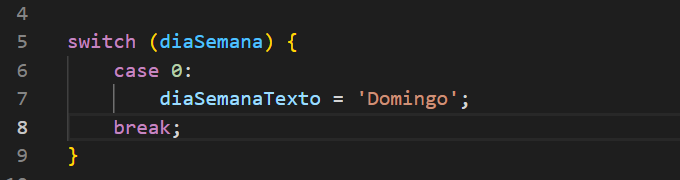 4
5 switch (diaSemana) {
6 case 0:
7 diaSemanaTexto = 'Domingo';
8 break;
9 }